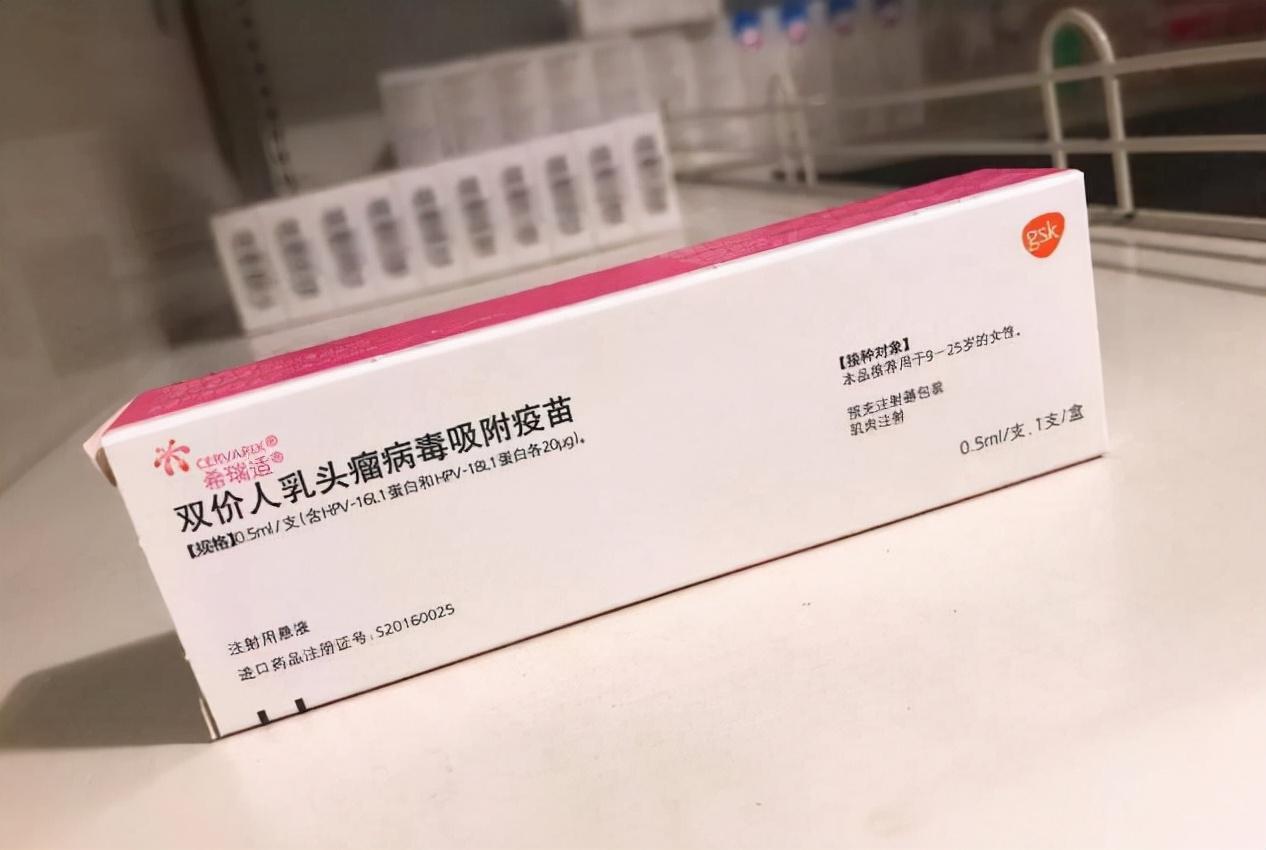 CERVARIX®
希瑞适®
双价人乳头瘤病毒吸附疫苗
【规格】0.5ml/支(含HPV-16L1蛋白和HPV-18L1蛋白各20μg)。
注射用悬液
进口药品注册证号:S20160025
gsk
【接种对象】
本品推荐用于9-25岁的女性。
预充注射器包装
肌肉注射
0.5ml/支,1支/盒